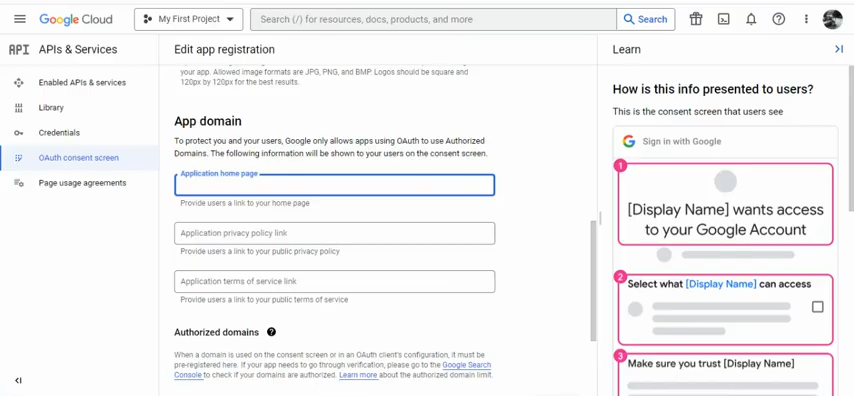 Google Cloud
My First Project
Search (/) for resources, docs, products, and more
Search
API
APIs & Services
Enabled APIs & services
Library
Credentials
OAuth consent screen
Page usage agreements
Edit app registration
your app. Allowed image formats are JPG, PNG, and BMP. Logos should be square and
120px by 120px for the best results.
App domain
To protect you and your users, Google only allows apps using OAuth to use Authorized
Domains. The following information will be shown to your users on the consent screen.
Application home page
Provide users a link to your home page
Application privacy policy link
Provide users a link to your public privacy policy
Application terms of service link
Provide users a link to your public terms of service
Authorized domains
When a domain is used on the consent screen or in an OAuth client's configuration, it must be
pre-registered here. If your app needs to go through verification, please go to the Google Search
Console to check if your domains are authorized. Learn more about the authorized domain limit.
Learn
How is this info presented to users?
This is the consent screen that users see
G Sign in with Google
1
[Display Name] wants access
to your Google Account
2
Select what [Display Name] can access
3
Make sure you trust [Display Name]